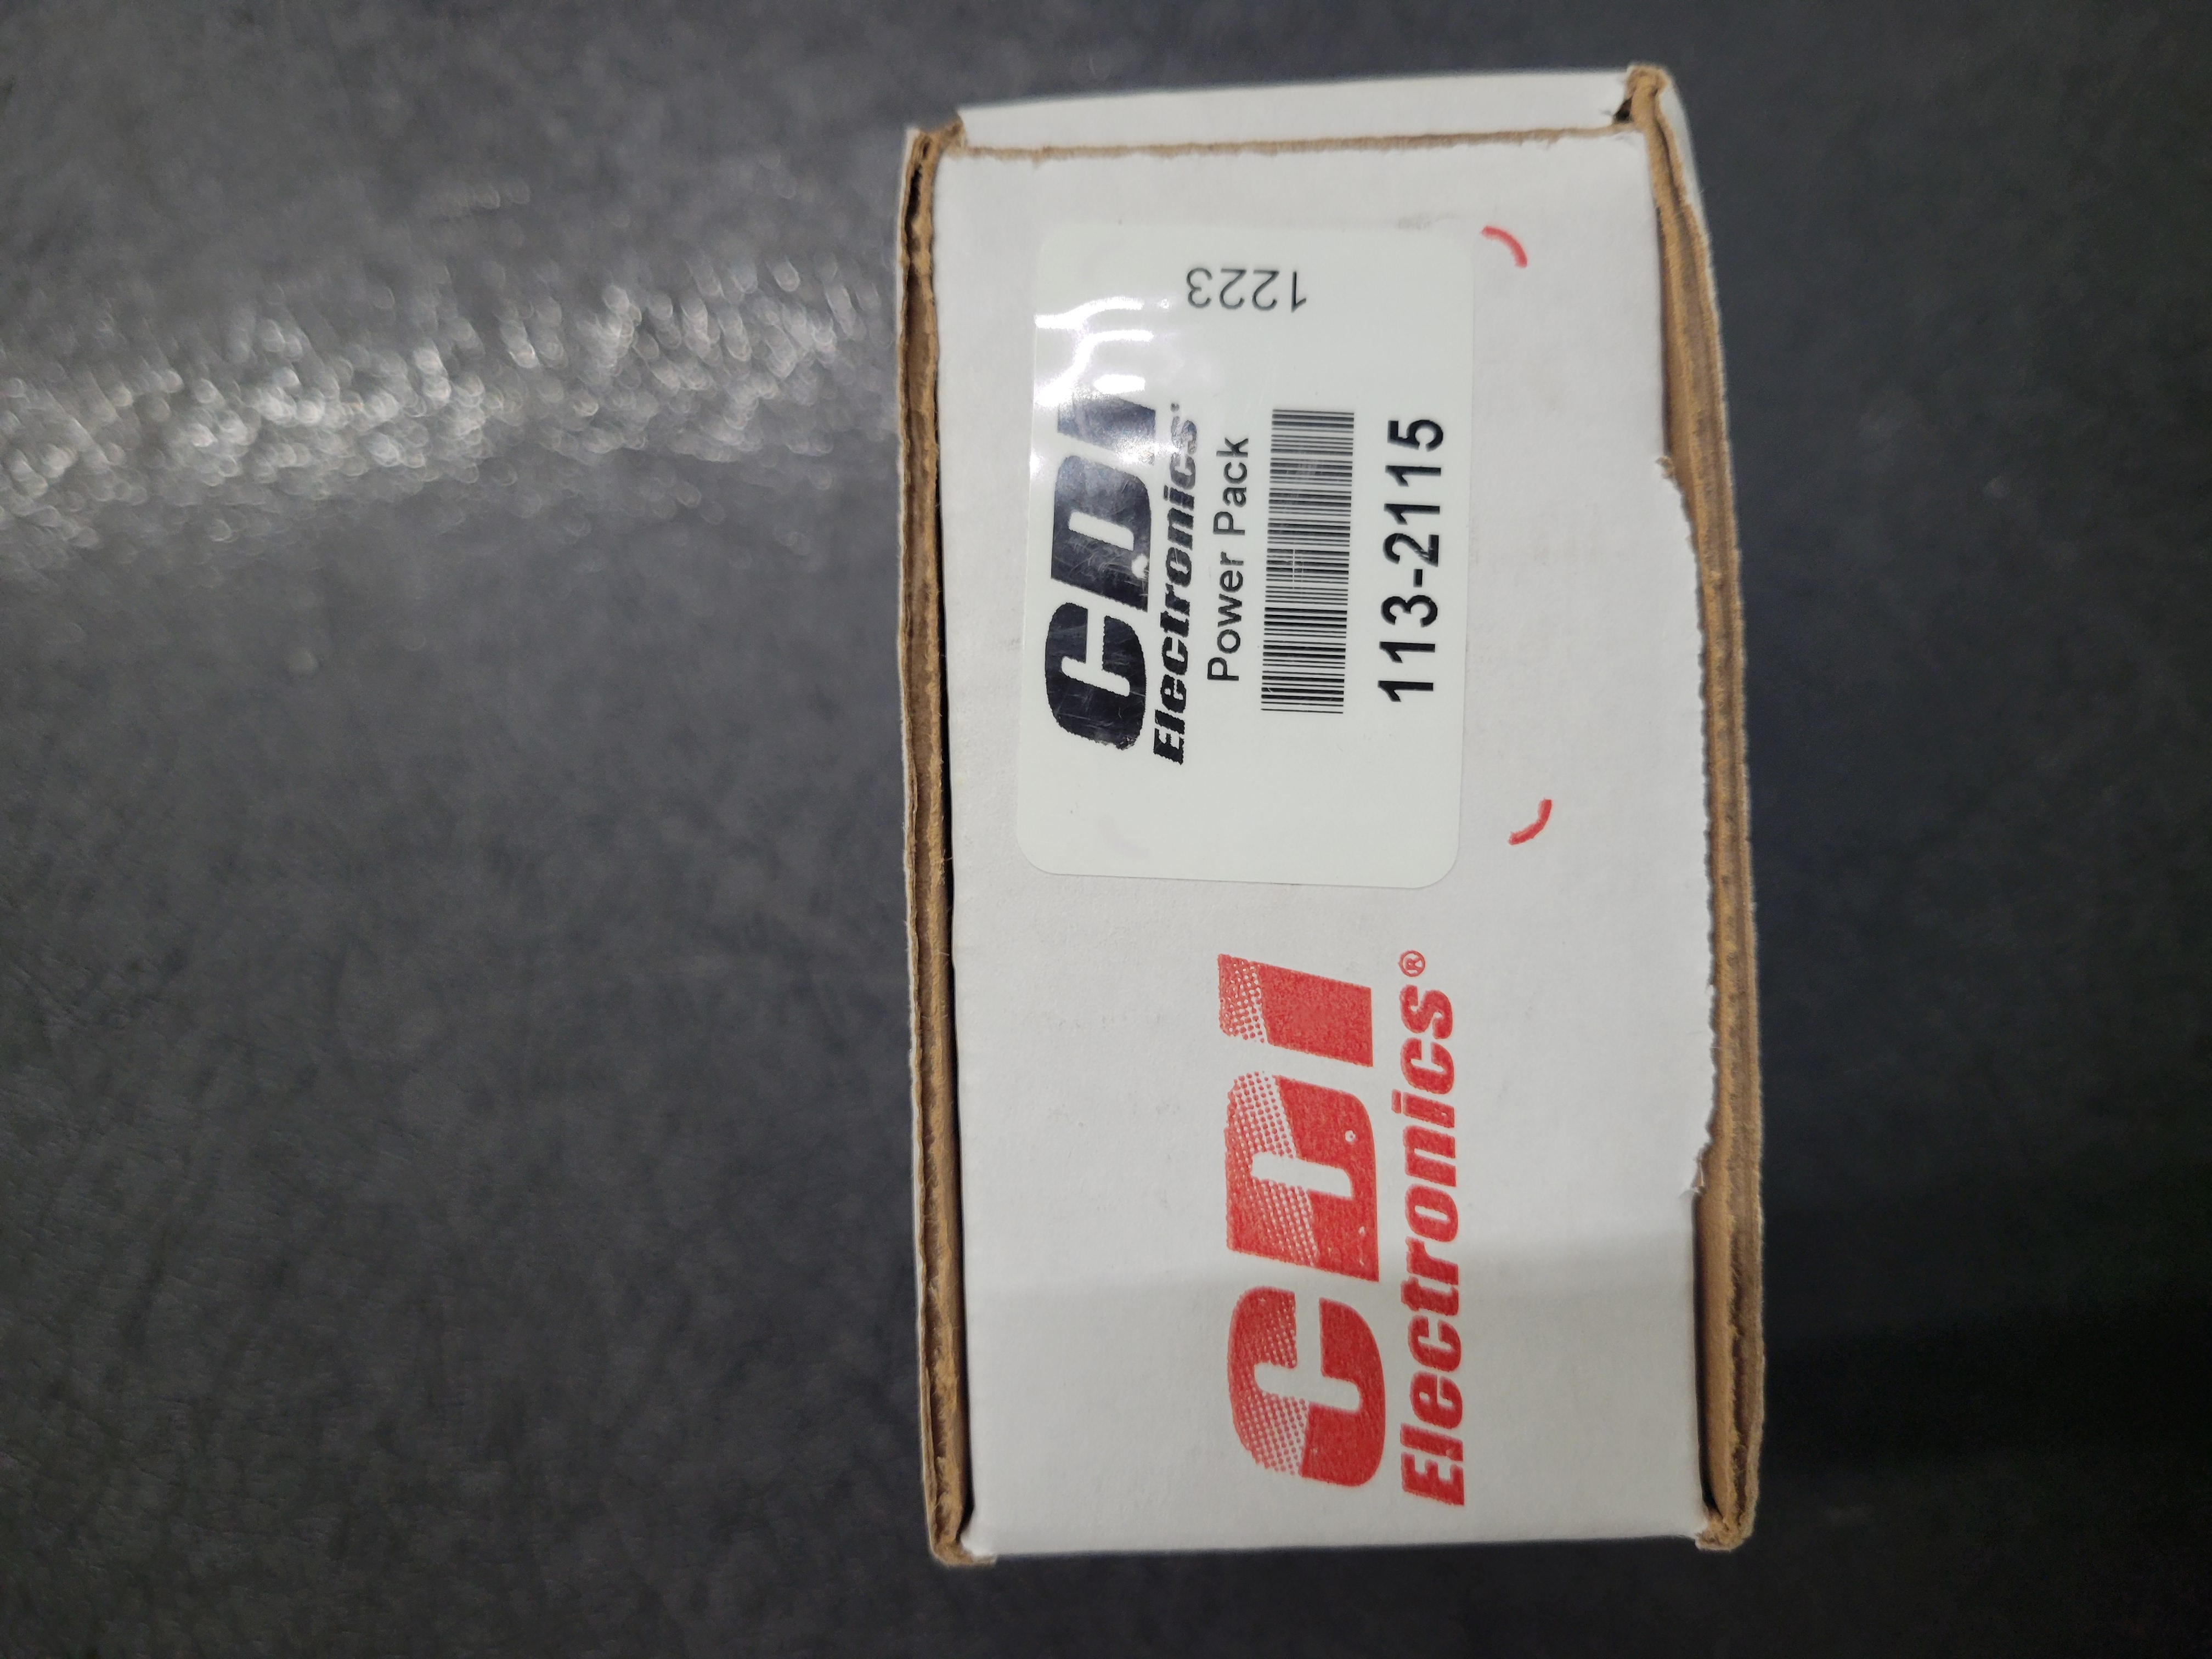 CDI
Electronics®
Power Pack
113-2115
1223
CDI
Electronics®